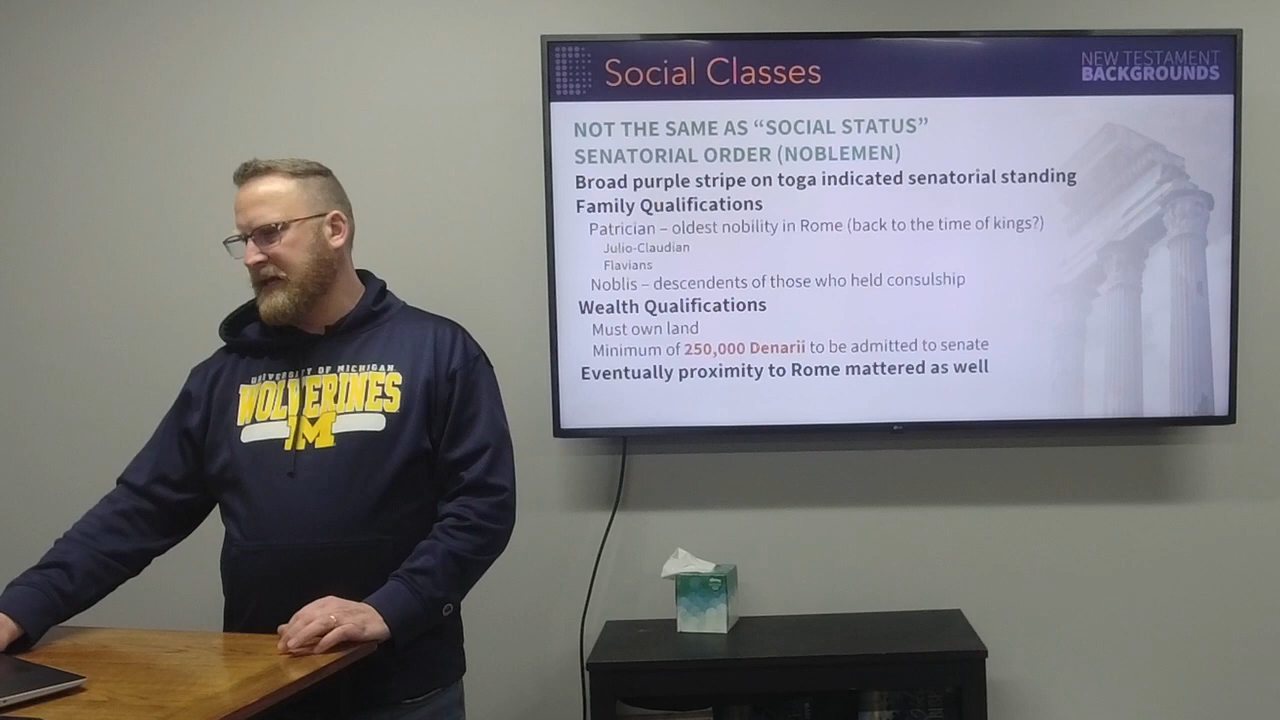 Social Classes
NEW TESTAMENT
BACKGROUNDS
NOT THE SAME AS “SOCIAL STATUS”
SENATORIAL ORDER (NOBLEMEN)
Broad purple stripe on toga indicated senatorial standing
Family Qualifications
Patrician – oldest nobility in Rome (back to the time of kings?)
Julio-Claudian
Flavians
Noblis – descendents of those who held consulship
Wealth Qualifications
Must own land
Minimum of 250,000 Denarii to be admitted to senate
Eventually proximity to Rome mattered as well
LG
UNIVERSITY OF MICHIGAN
WOLVERINES
M